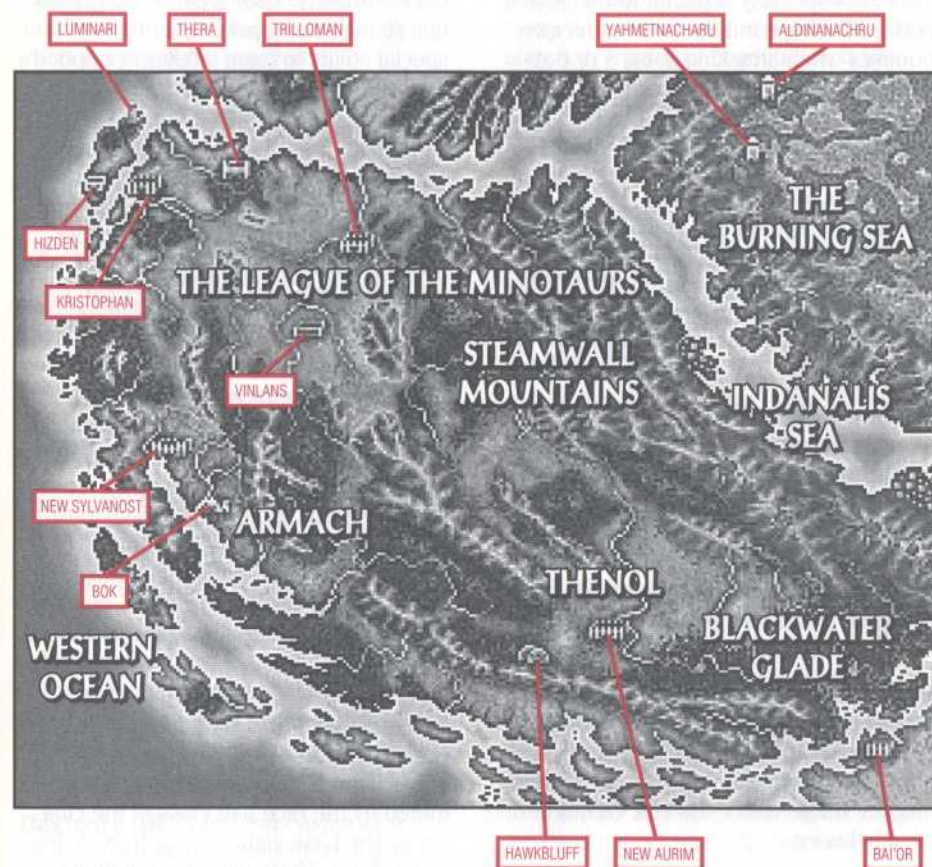 LUMINARI
THERA
TRILLOMAN
YAHMETNACHARU
ALDINANACHRU
HIZDEN
KRISTOPHAN
THE
BURNING SEA
THE LEAGUE OF THE MINOTAURS
VINLANS
STEAMWALL
MOUNTAINS
INDANALIS
SEA
NEW SYLVANOST
ARMACH
BOK
THENOL
WESTERN
OCEAN
BLACKWATER
GLADE
HAWKBLUFF
NEW AURIM
BAI'OR